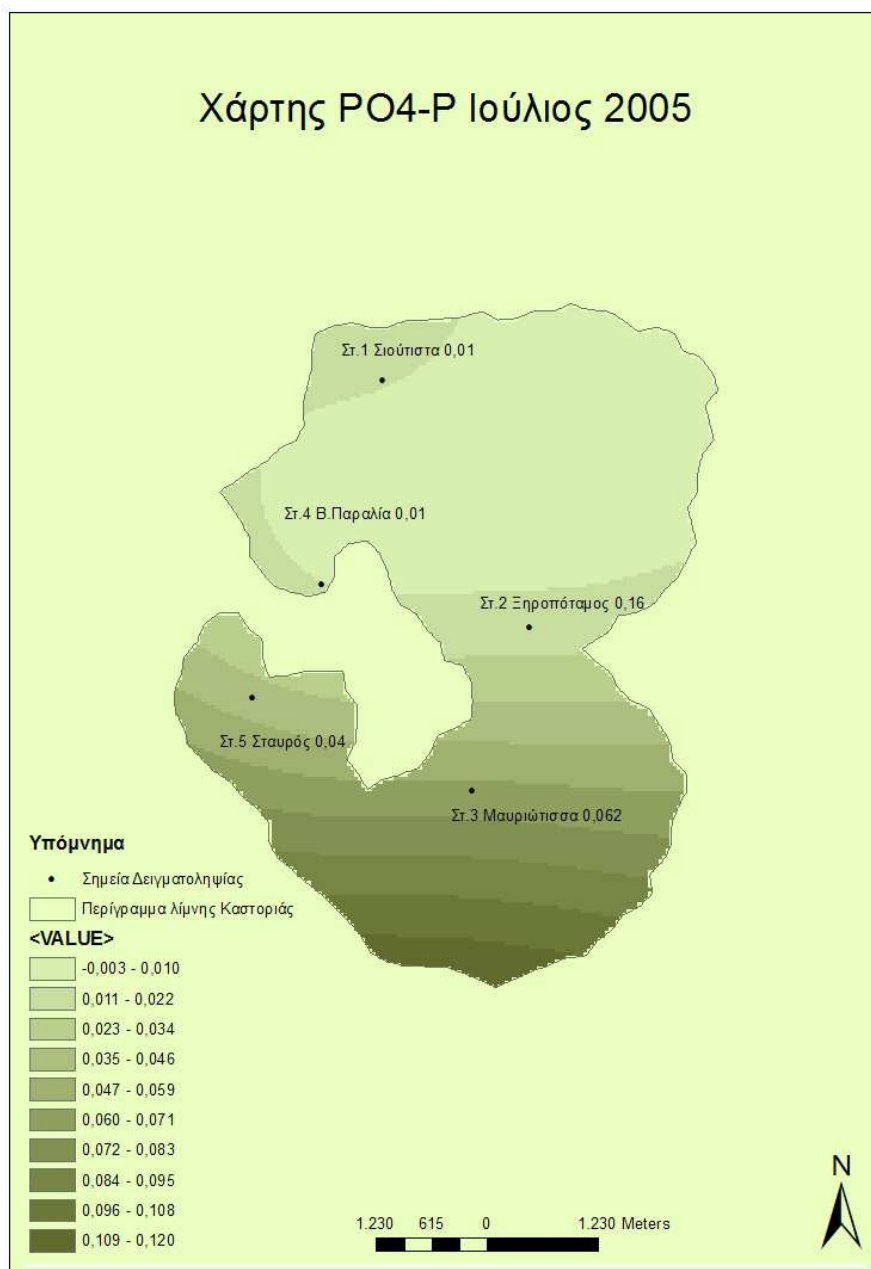 Χάρτης PO4-P Ιούλιος 2005
Στ.1 Σιούτιστα 0,01
Στ.4 Β.Παραλία 0,01
Στ.2 Ξηροπόταμος 0,16
Στ.5 Σταυρός 0,04
Στ.3 Μαυριώτισσα 0,062
Υπόμνημα
Σημεία Δειγματοληψίας
Περίγραμμα λίμνης Καστοριάς
<VALUE>
-0,003 - 0,010
0,011 - 0,022
0,023 - 0,034
0,035 - 0,046
0,047 - 0,059
0,060 - 0,071
0,072 - 0,083
0,084 - 0,095
0,096 - 0,108
0,109 - 0,120
1.230 615 0 1.230 Meters
N